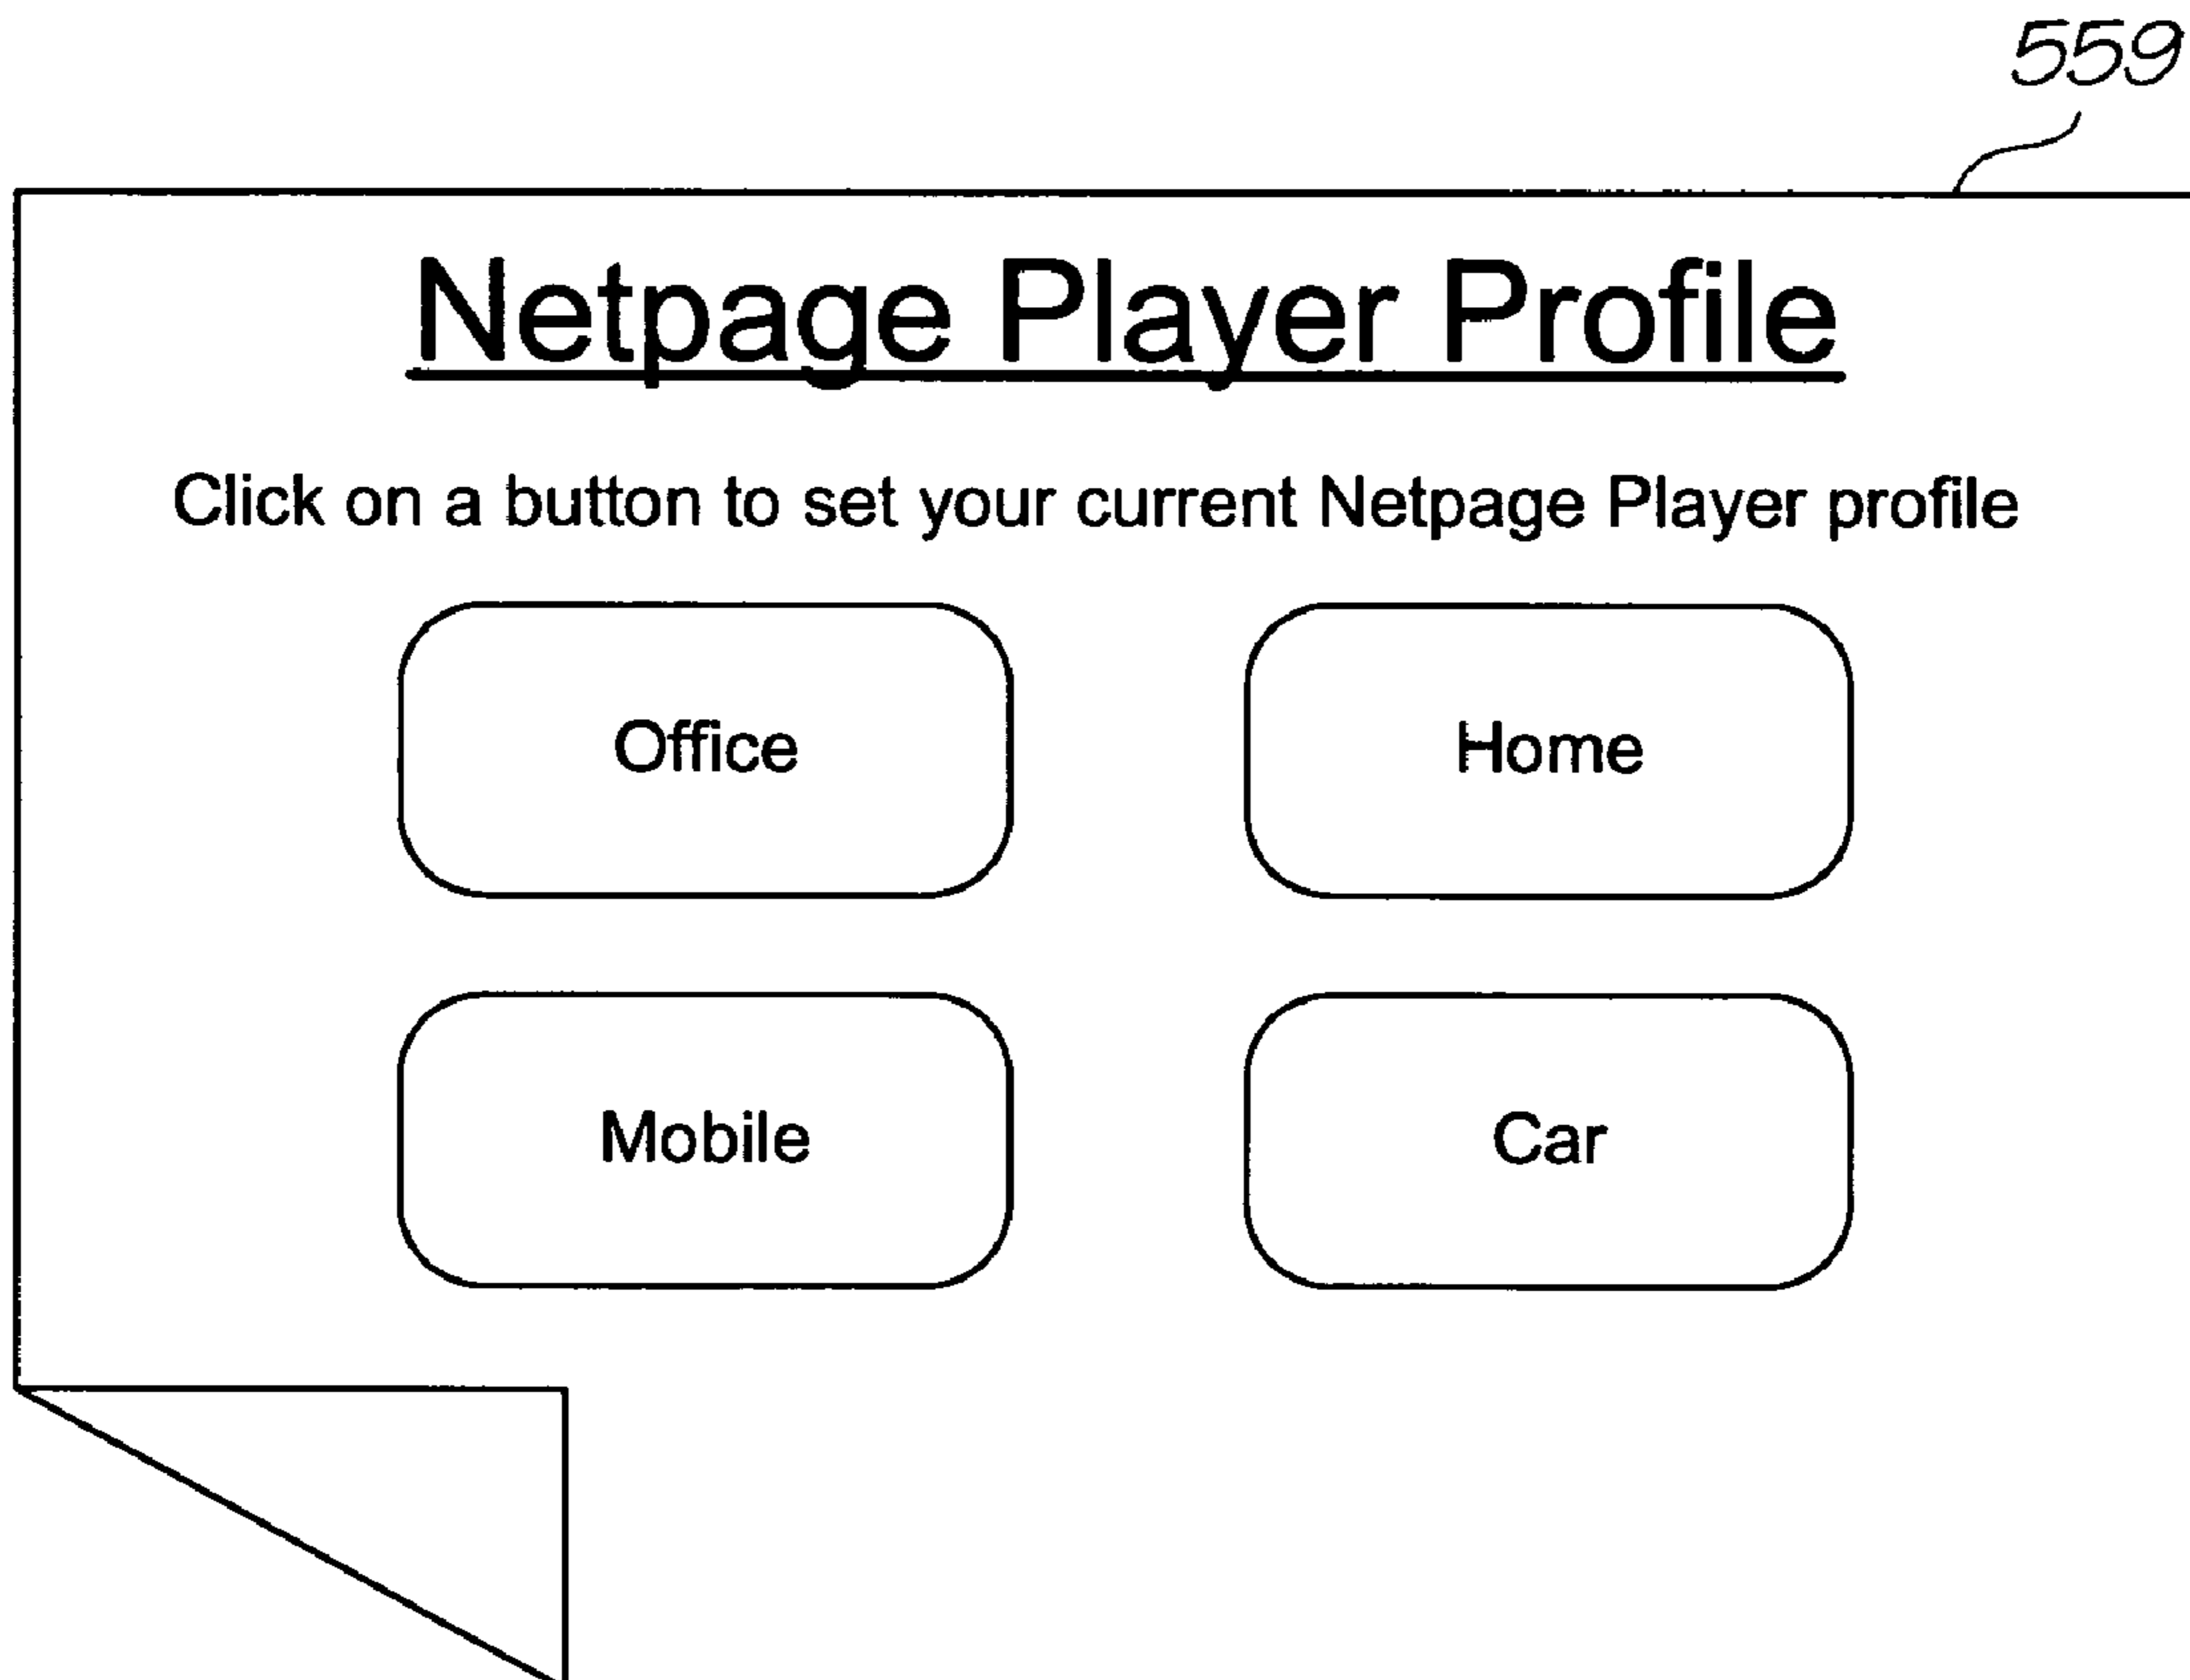 559
Netpage Player Profile
Click on a button to set your current Netpage Player profile
Office Home
Mobile Car